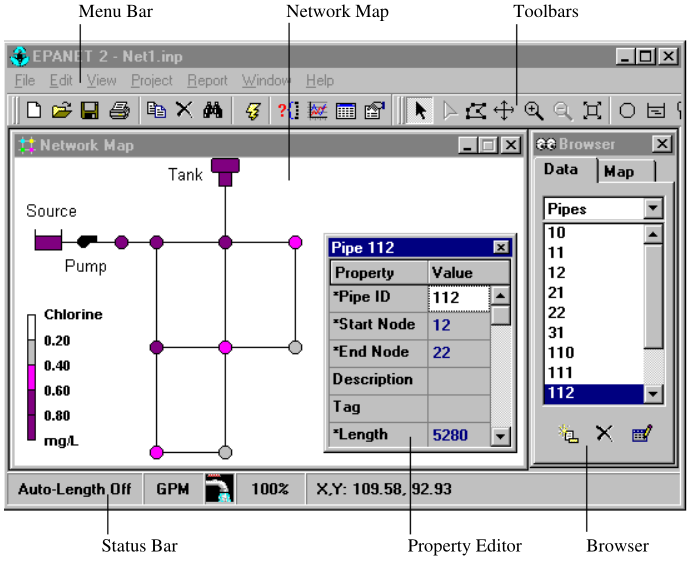 Menu Bar Network Map Toolbars
EPANET 2 - Net1.inp
File Edit View Project Report Window Help
Network Map
Browser
Data Map
Tank
Source
Pump
Pipes
10
11
12
21
22
31
110
111
112
Pipe 112
Property Value
*Pipe ID 112
*Start Node 12
*End Node 22
Description
Tag
*Length 5280
Chlorine
0.20
0.40
0.60
0.80
mg/L
Auto-Length Off GPM 100% X,Y: 109.58, 92.93
Status Bar Property Editor Browser